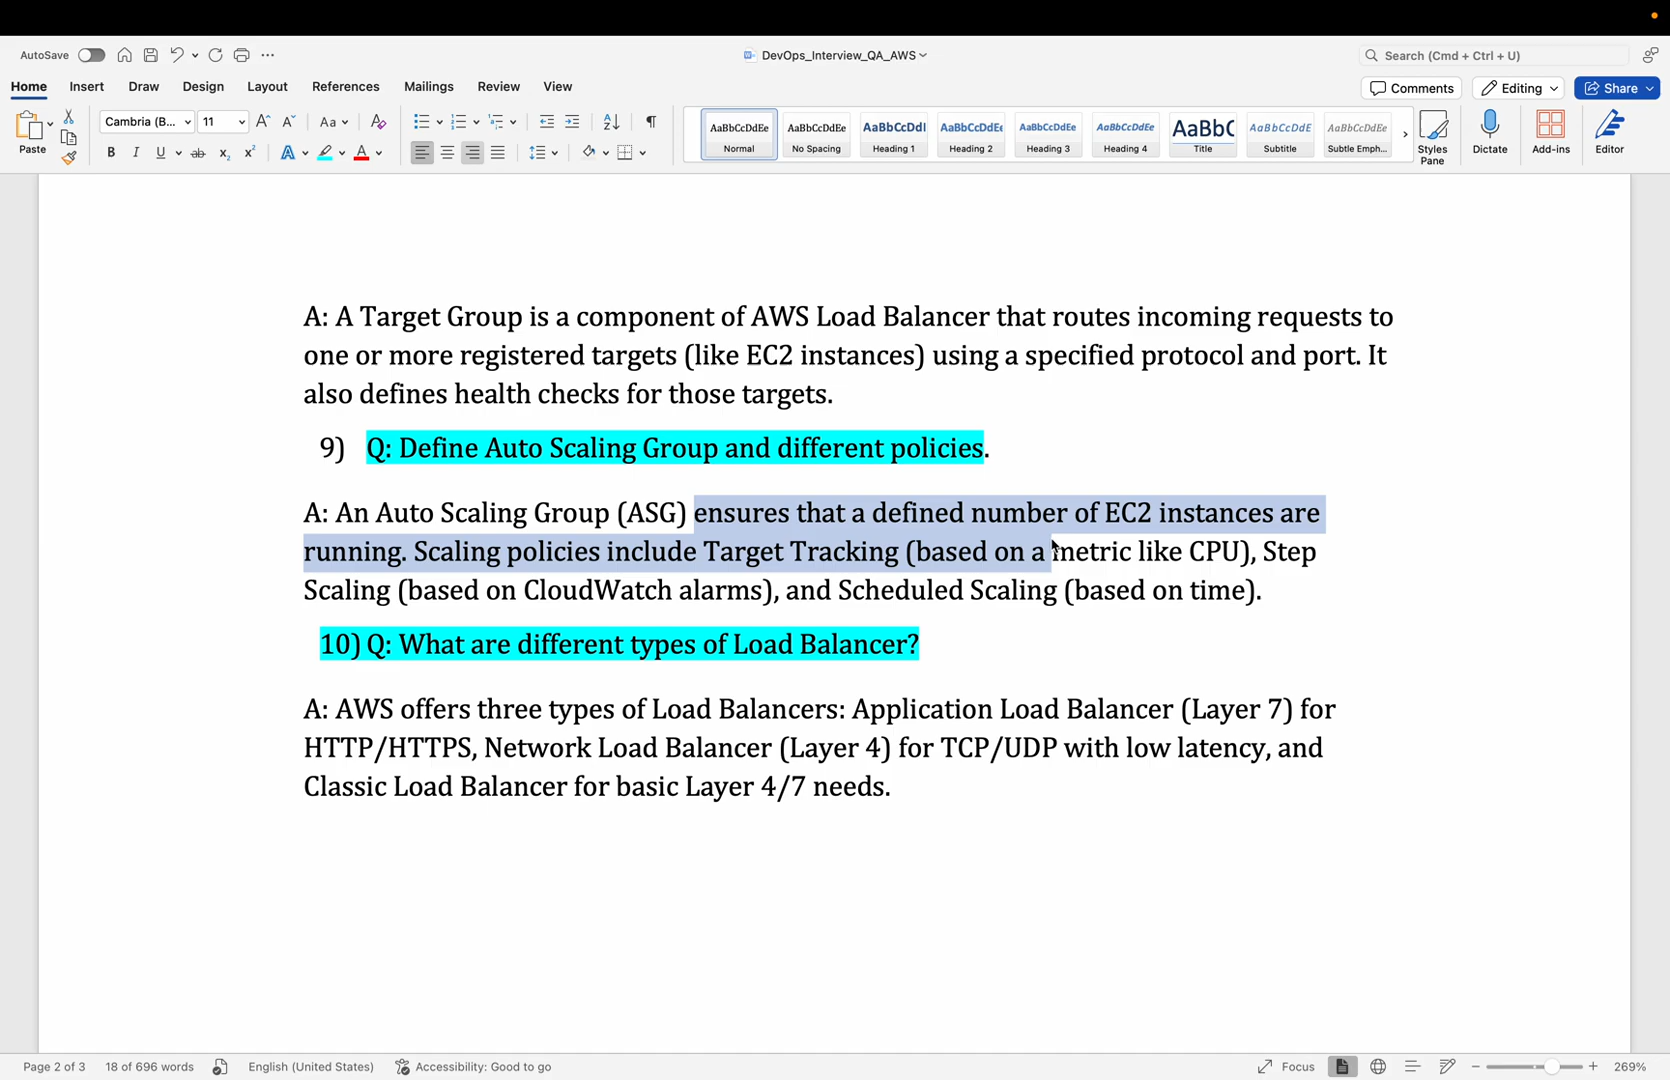 AutoSave
DevOps_Interview_QA_AWS
Search (Cmd + Ctrl + U)
Home Insert Draw Design Layout References Mailings Review View
Comments Editing Share
Paste
Cambria (B... 11 Aa
B I U ab x₂ x² A A
AaBbCcDdEe AaBbCcDdEe AaBbCcDdI AaBbCcDdEe AaBbCcDdEe AaBbCcDdEe AaBbC AaBbCcDdE AaBbCcDdEe
Normal No Spacing Heading 1 Heading 2 Heading 3 Heading 4 Title Subtitle Subtle Emph...
Styles Pane
Dictate Add-ins Editor
A: A Target Group is a component of AWS Load Balancer that routes incoming requests to
one or more registered targets (like EC2 instances) using a specified protocol and port. It
also defines health checks for those targets.
9) Q: Define Auto Scaling Group and different policies.
A: An Auto Scaling Group (ASG) ensures that a defined number of EC2 instances are
running. Scaling policies include Target Tracking (based on a metric like CPU), Step
Scaling (based on CloudWatch alarms), and Scheduled Scaling (based on time).
10) Q: What are different types of Load Balancer?
A: AWS offers three types of Load Balancers: Application Load Balancer (Layer 7) for
HTTP/HTTPS, Network Load Balancer (Layer 4) for TCP/UDP with low latency, and
Classic Load Balancer for basic Layer 4/7 needs.
Page 2 of 3 18 of 696 words English (United States) Accessibility: Good to go Focus 269%